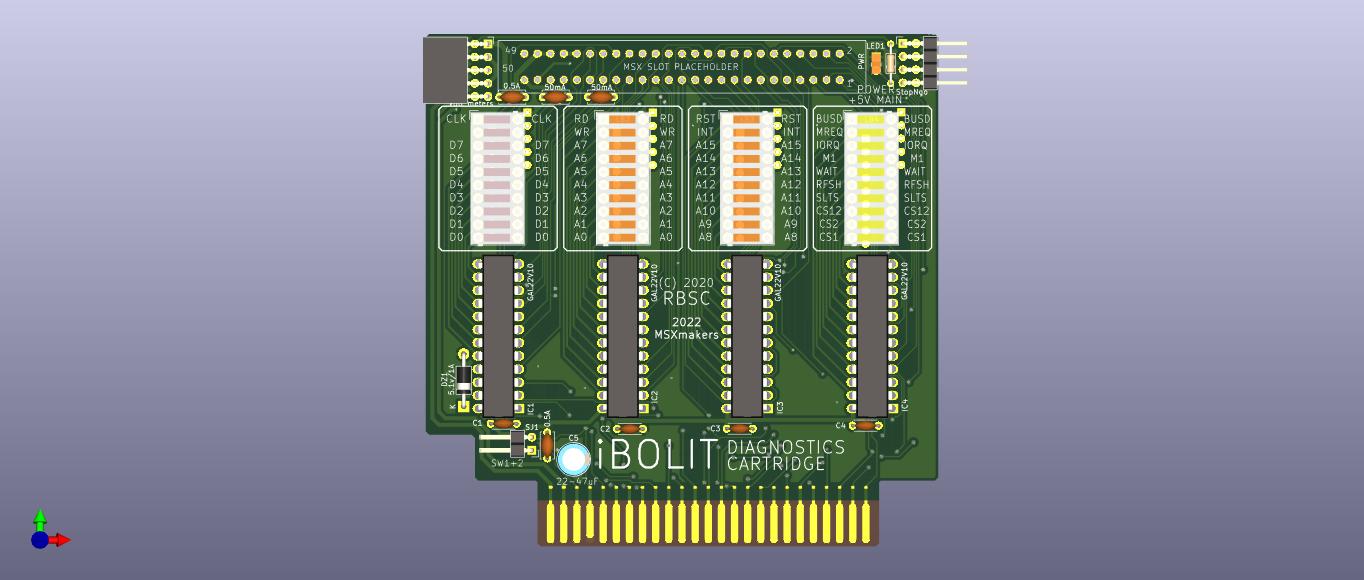 49
2
LED1
PWR
50
MSX SLOT PLACEHOLDER
1
0.5A
50mA
50mA
POWER
StopNgo
+5V MAIN
CLK
CLK
D7
D7
D6
D6
D5
D5
D4
D4
D3
D3
D2
D2
D1
D1
D0
D0
RD
RD
WR
WR
A7
A7
A6
A6
A5
A5
A4
A4
A3
A3
A2
A2
A1
A1
A0
A0
RST
RST
INT
INT
A15
A15
A14
A14
A13
A13
A12
A12
A11
A11
A10
A10
A9
A9
A8
A8
BUSD
BUSD
MREQ
MREQ
IORQ
IORQ
M1
M1
WAIT
WAIT
RFSH
RFSH
SLTS
SLTS
CS12
CS12
CS2
CS2
CS1
CS1
GAL22V10
GAL22V10
GAL22V10
GAL22V10
(C) 2020
RBSC
2022
MSXmakers
DZ1
5.1v/1A
K
IC1
IC2
IC3
IC4
C1
SJ1
0.5A
C2
C3
C4
C5
SW1+2
22-47uF
iBOLIT
DIAGNOSTICS
CARTRIDGE